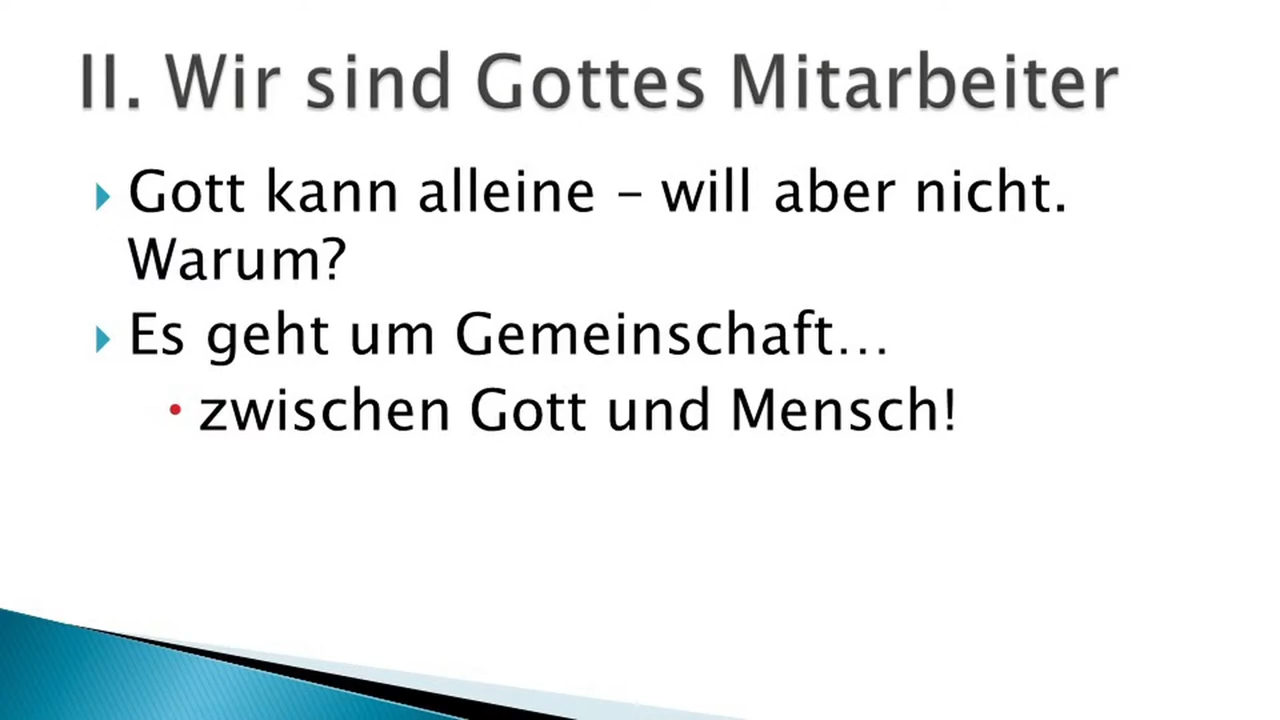 II. Wir sind Gottes Mitarbeiter
Gott kann alleine – will aber nicht.
Warum?
Es geht um Gemeinschaft…
• zwischen Gott und Mensch!